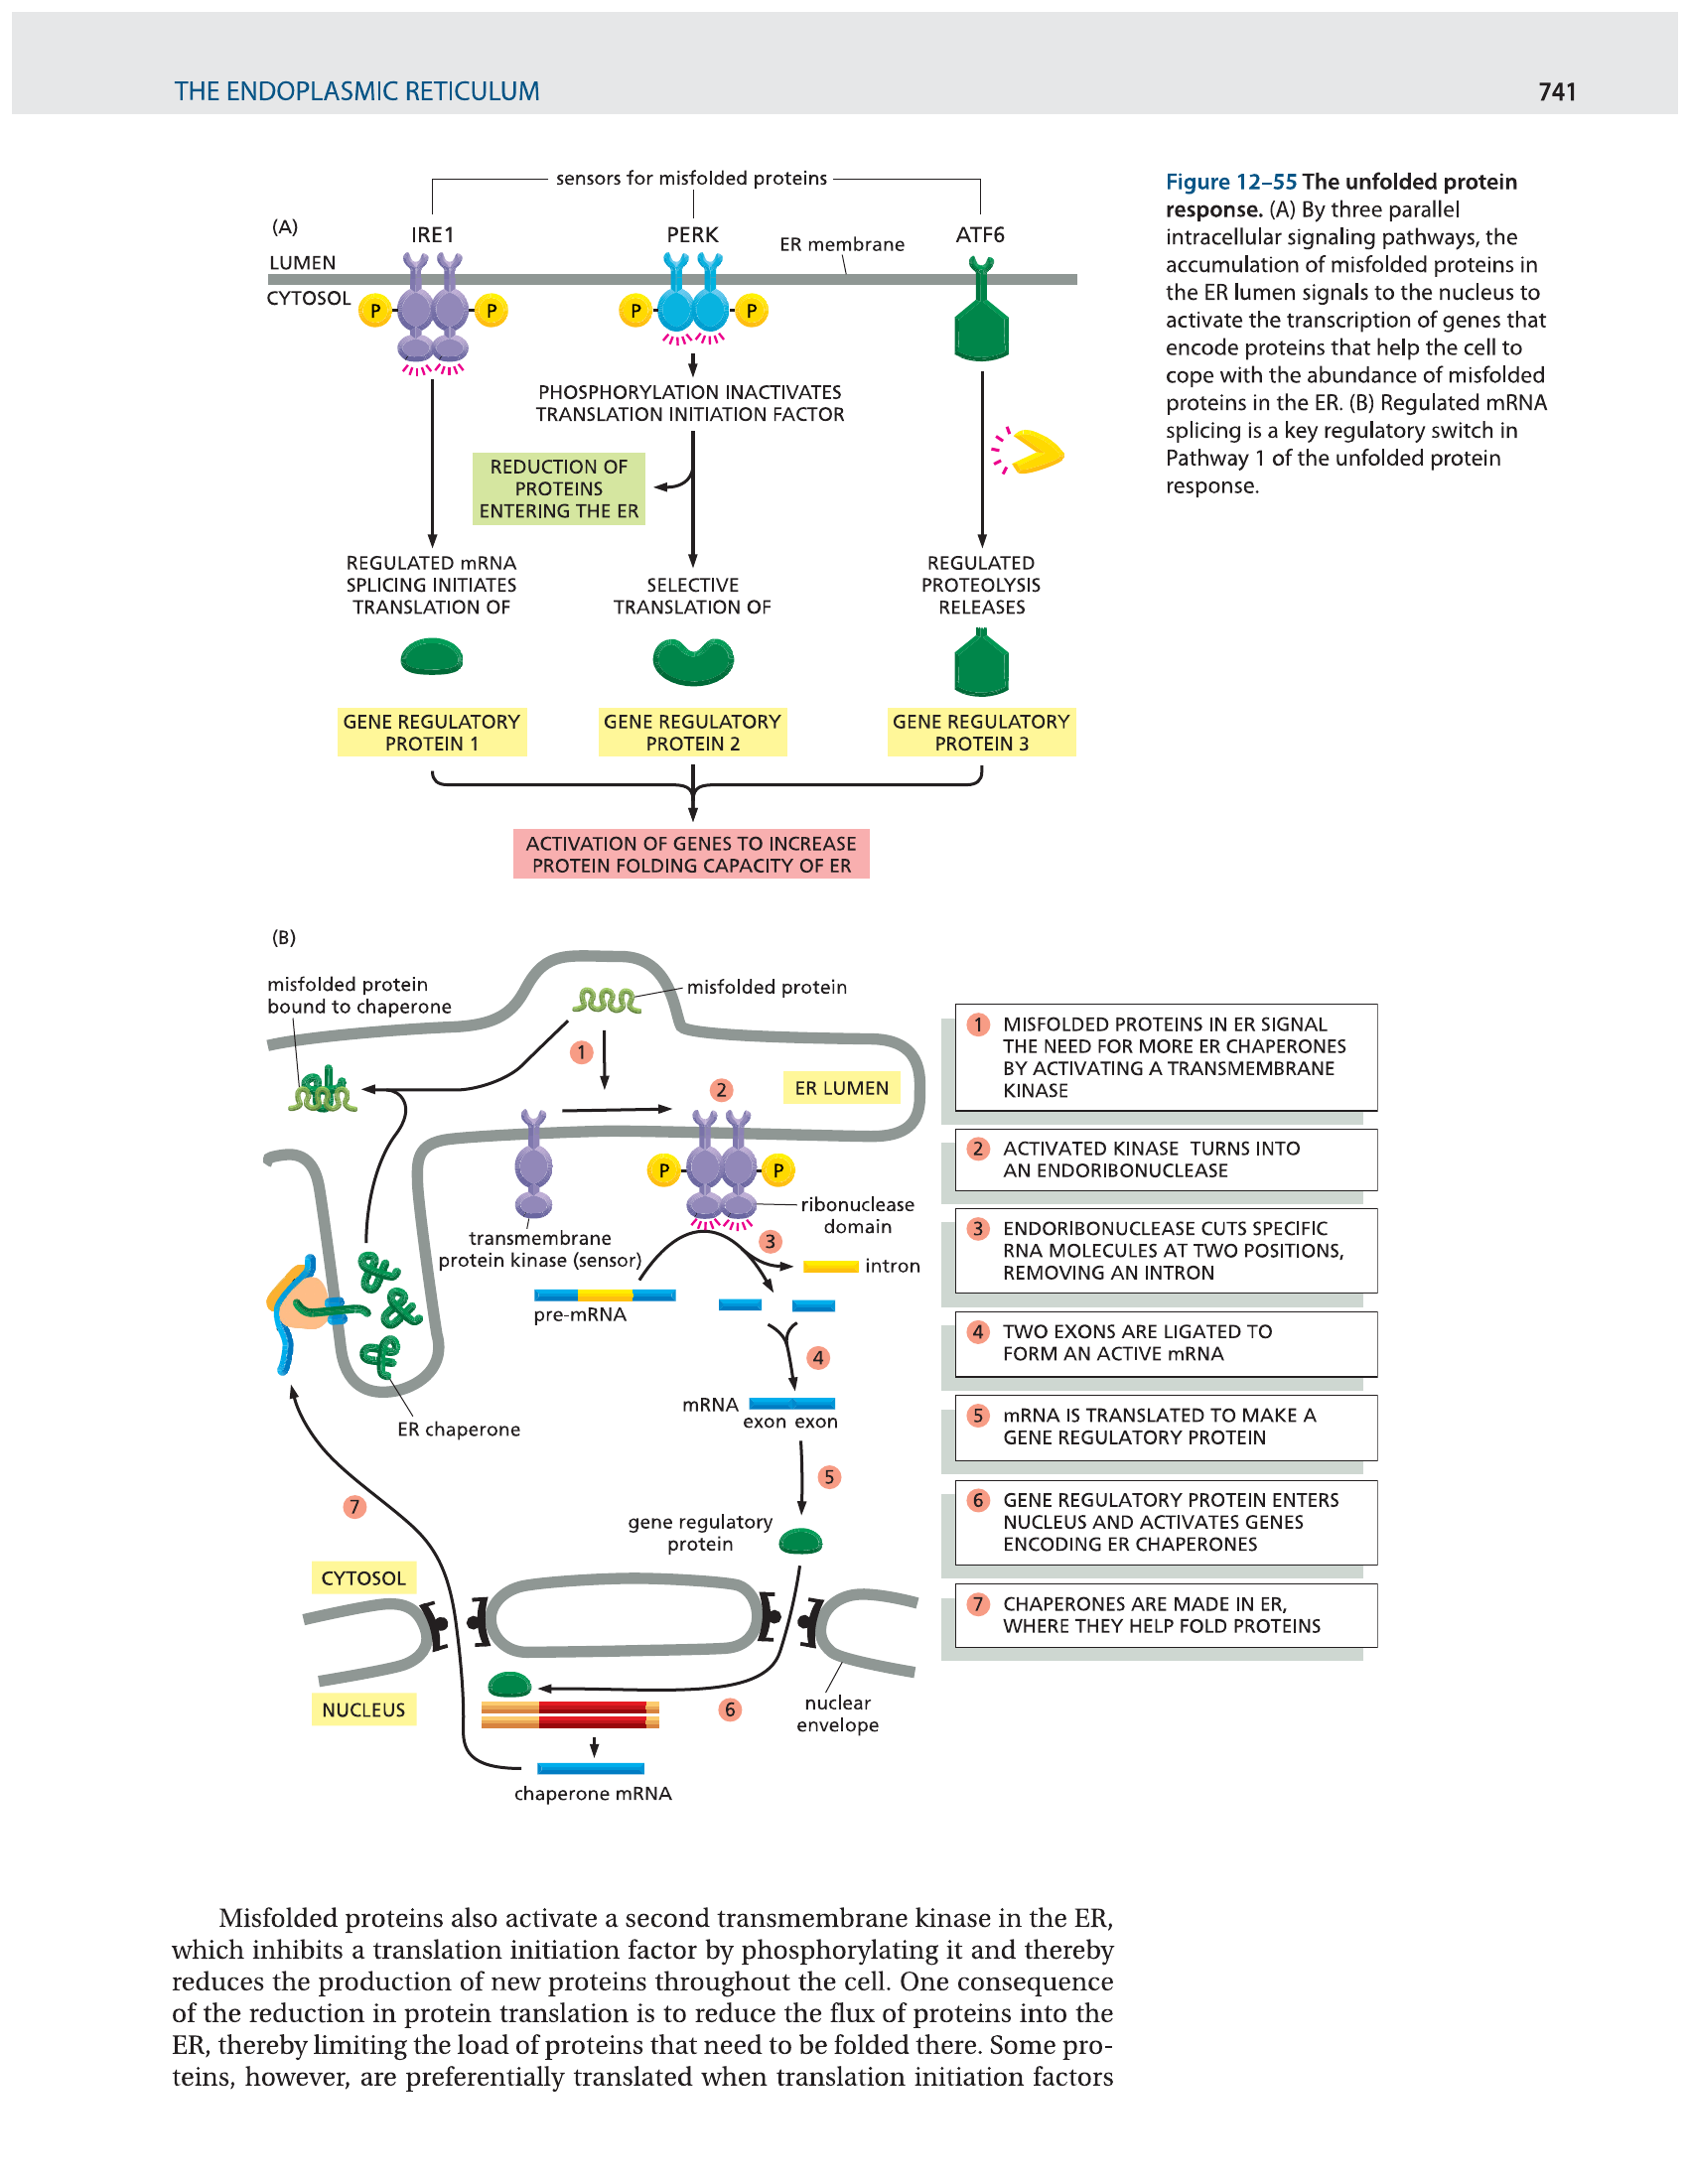 THE ENDOPLASMIC RETICULUM
741
sensors for misfolded proteins
(A)
IRE1
PERK
ER membrane
ATF6
LUMEN
CYTOSOL
P
P
P
P
PHOSPHORYLATION INACTIVATES
TRANSLATION INITIATION FACTOR
REDUCTION OF
PROTEINS
ENTERING THE ER
REGULATED mRNA
SPLICING INITIATES
TRANSLATION OF
SELECTIVE
TRANSLATION OF
REGULATED
PROTEOLYSIS
RELEASES
GENE REGULATORY
PROTEIN 1
GENE REGULATORY
PROTEIN 2
GENE REGULATORY
PROTEIN 3
ACTIVATION OF GENES TO INCREASE
PROTEIN FOLDING CAPACITY OF ER
Figure 12–55 The unfolded protein
response. (A) By three parallel
intracellular signaling pathways, the
accumulation of misfolded proteins in
the ER lumen signals to the nucleus to
activate the transcription of genes that
encode proteins that help the cell to
cope with the abundance of misfolded
proteins in the ER. (B) Regulated mRNA
splicing is a key regulatory switch in
Pathway 1 of the unfolded protein
response.
(B)
misfolded protein
bound to chaperone
misfolded protein
1
2
ER LUMEN
P
P
ribonuclease
domain
transmembrane
protein kinase (sensor)
3
intron
pre-mRNA
4
mRNA
exon exon
ER chaperone
5
7
gene regulatory
protein
CYTOSOL
NUCLEUS
6
nuclear
envelope
chaperone mRNA
1 MISFOLDED PROTEINS IN ER SIGNAL
THE NEED FOR MORE ER CHAPERONES
BY ACTIVATING A TRANSMEMBRANE
KINASE
2 ACTIVATED KINASE TURNS INTO
AN ENDORIBONUCLEASE
3 ENDORIBONUCLEASE CUTS SPECIFIC
RNA MOLECULES AT TWO POSITIONS,
REMOVING AN INTRON
4 TWO EXONS ARE LIGATED TO
FORM AN ACTIVE mRNA
5 mRNA IS TRANSLATED TO MAKE A
GENE REGULATORY PROTEIN
6 GENE REGULATORY PROTEIN ENTERS
NUCLEUS AND ACTIVATES GENES
ENCODING ER CHAPERONES
7 CHAPERONES ARE MADE IN ER,
WHERE THEY HELP FOLD PROTEINS
Misfolded proteins also activate a second transmembrane kinase in the ER,
which inhibits a translation initiation factor by phosphorylating it and thereby
reduces the production of new proteins throughout the cell. One consequence
of the reduction in protein translation is to reduce the flux of proteins into the
ER, thereby limiting the load of proteins that need to be folded there. Some pro-
teins, however, are preferentially translated when translation initiation factors